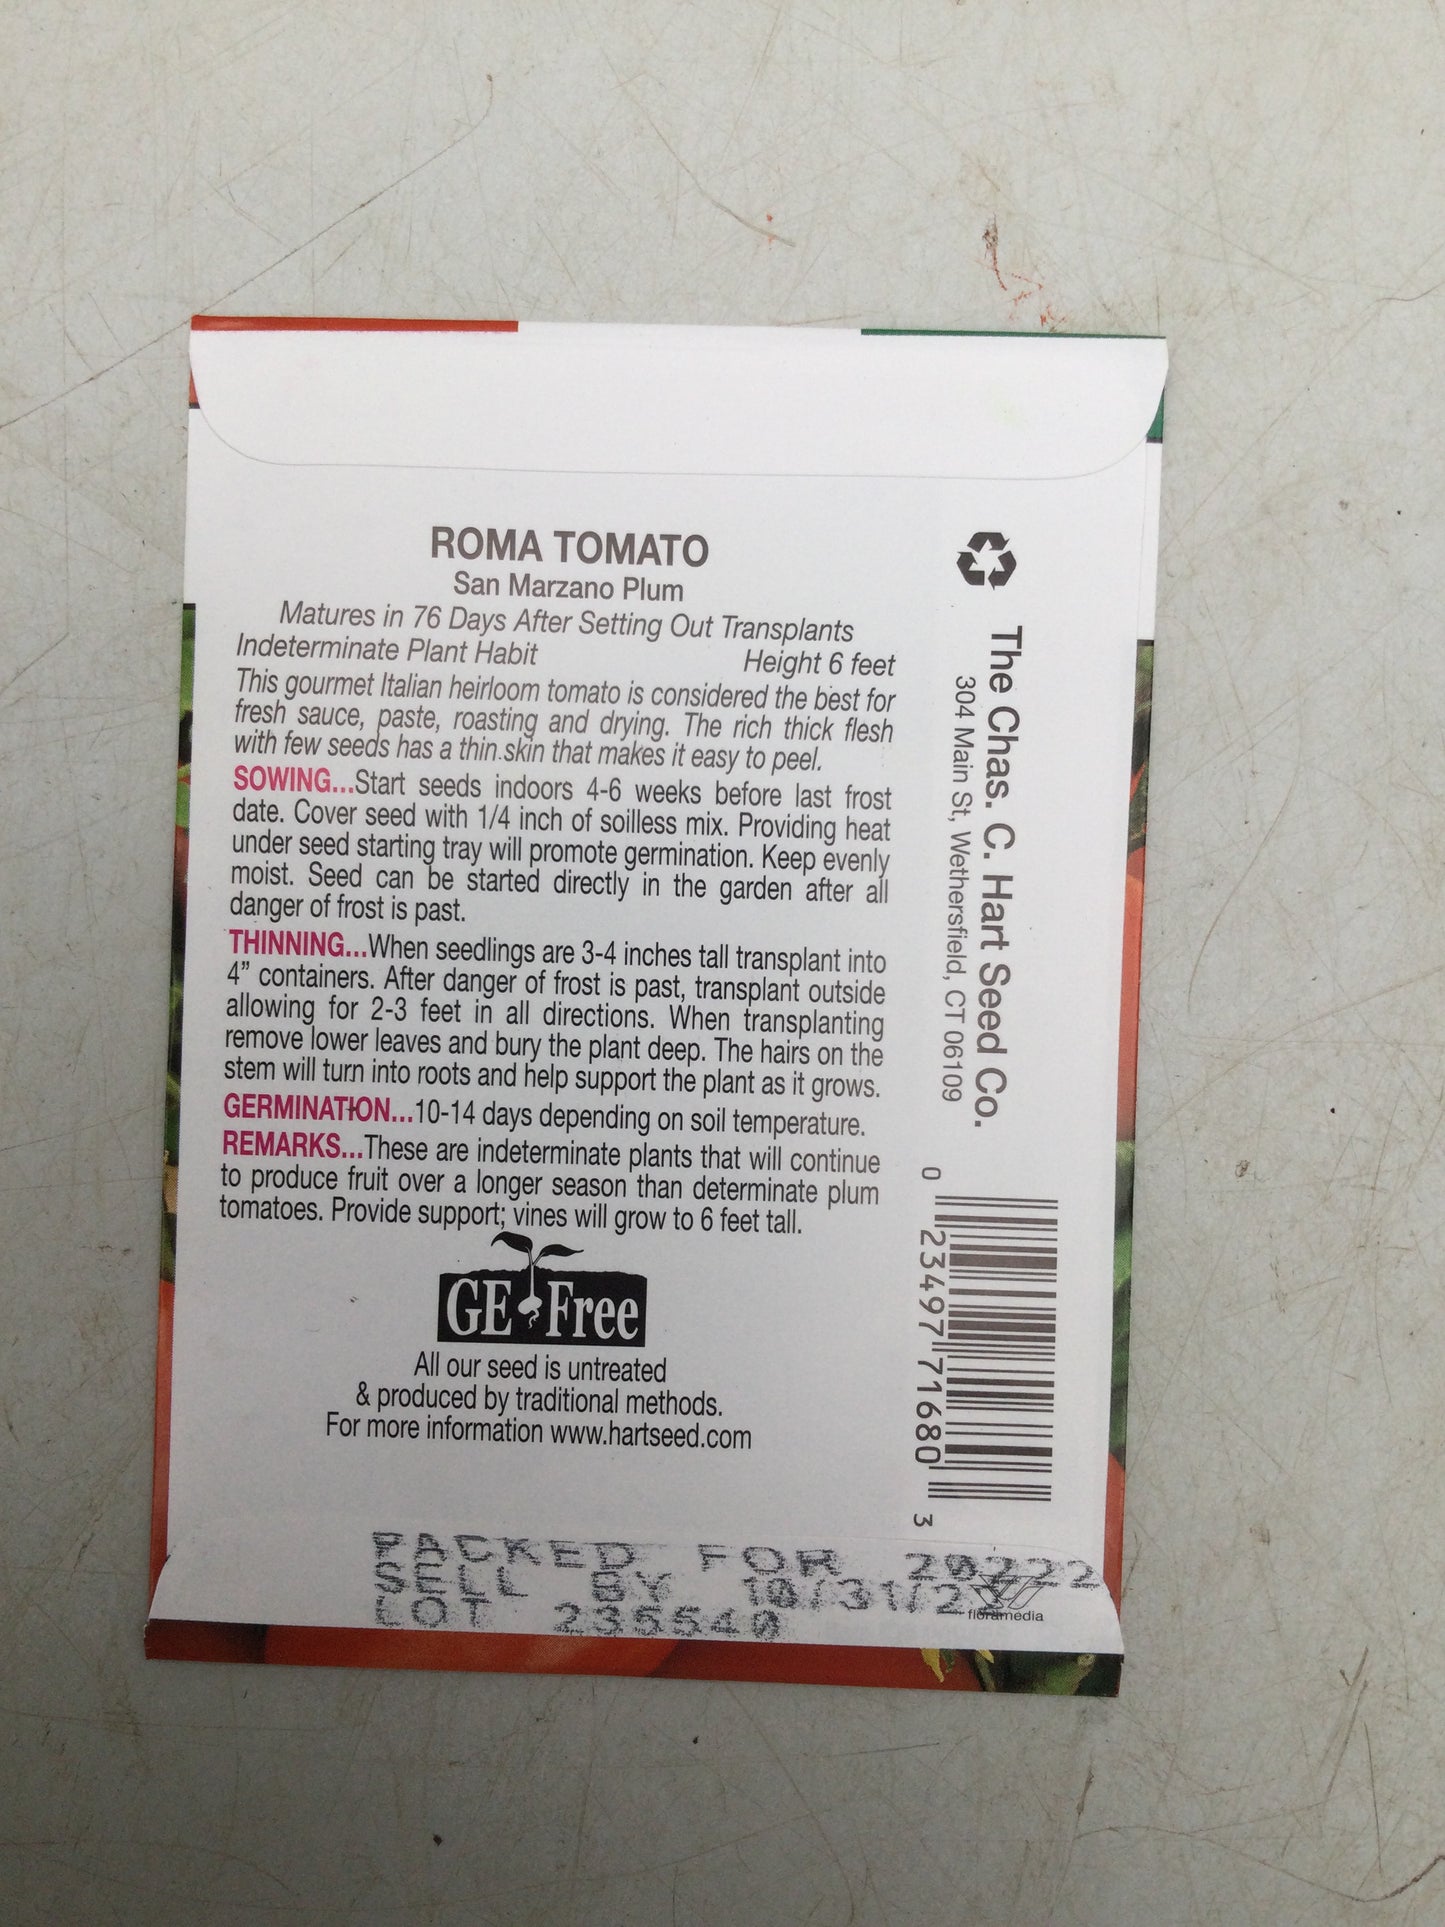 ROMA TOMATO
San Marzano Plum
Matures in 76 Days After Setting Out Transplants
Indeterminate Plant Habit Height 6 feet
This gourmet Italian heirloom tomato is considered the best for
fresh sauce, paste, roasting and drying. The rich thick flesh
with few seeds has a thin skin that makes it easy to peel.
SOWING...Start seeds indoors 4-6 weeks before last frost
date. Cover seed with 1/4 inch of soilless mix. Providing heat
under seed starting tray will promote germination. Keep evenly
moist. Seed can be started directly in the garden after all
danger of frost is past.
THINNING...When seedlings are 3-4 inches tall transplant into
4” containers. After danger of frost is past, transplant outside
allowing for 2-3 feet in all directions. When transplanting
remove lower leaves and bury the plant deep. The hairs on the
stem will turn into roots and help support the plant as it grows.
GERMINATION...10-14 days depending on soil temperature.
REMARKS...These are indeterminate plants that will continue
to produce fruit over a longer season than determinate plum
tomatoes. Provide support; vines will grow to 6 feet tall.
GE Free
All our seed is untreated
& produced by traditional methods.
For more information www.hartseed.com
The Chas. C. Hart Seed Co.
304 Main St, Wethersfield, CT 06109
0 23497 71680 3
PACKED FOR
SELL BY 10/31/22
LOT 235540
floramedia